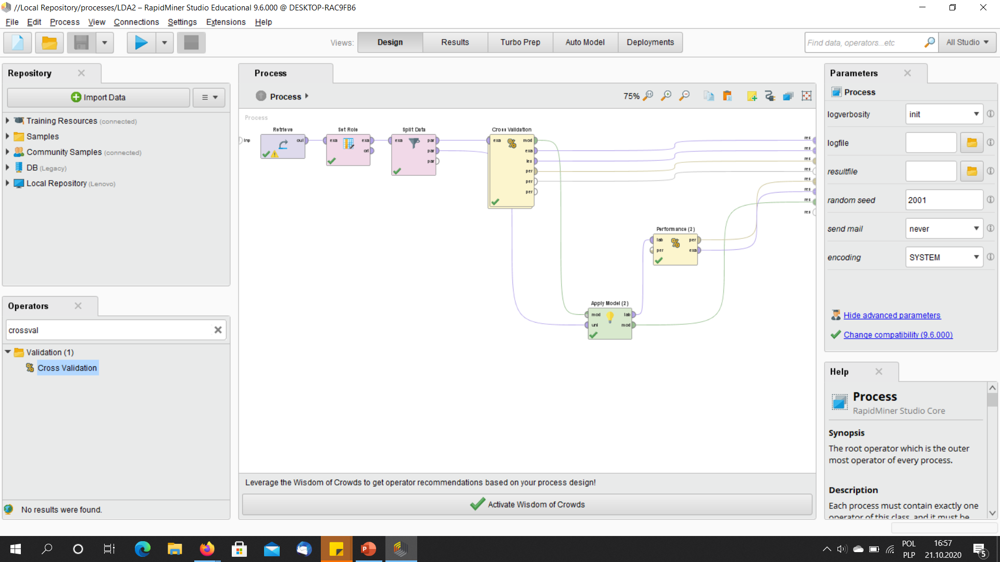 //Local Repository/processes/LDA2 – RapidMiner Studio Educational 9.6.000 @ DESKTOP-RAC9FB6
File Edit Process View Connections Settings Extensions Help
Views: Design Results Turbo Prep Auto Model Deployments
Find data, operators...etc
All Studio
Repository
Import Data
Training Resources (connected)
Samples
Community Samples (connected)
DB (Legacy)
Local Repository (Lenovo)
Operators
crossval
Validation (1)
Cross Validation
No results were found.
Process
Process
75%
Process
inp
Retrieve
out
Set Role
exa exa
ori
Split Data
exa par
par
par
Cross Validation
exa mod
exa
tes
per
per
per
Performance (2)
lab per
per exa
Apply Model (2)
mod lab
unl mod
res
res
res
res
res
res
res
res
Leverage the Wisdom of Crowds to get operator recommendations based on your process design!
Activate Wisdom of Crowds
Parameters
Process
logverbosity init
logfile
resultfile
random seed 2001
send mail never
encoding SYSTEM
Hide advanced parameters
Change compatibility (9.6.000)
Help
Process
RapidMiner Studio Core
Synopsis
The root operator which is the outer
most operator of every process.
Description
Each process must contain exactly one
operator of this class, and it must be
POL
PLP
16:57
21.10.2020
5